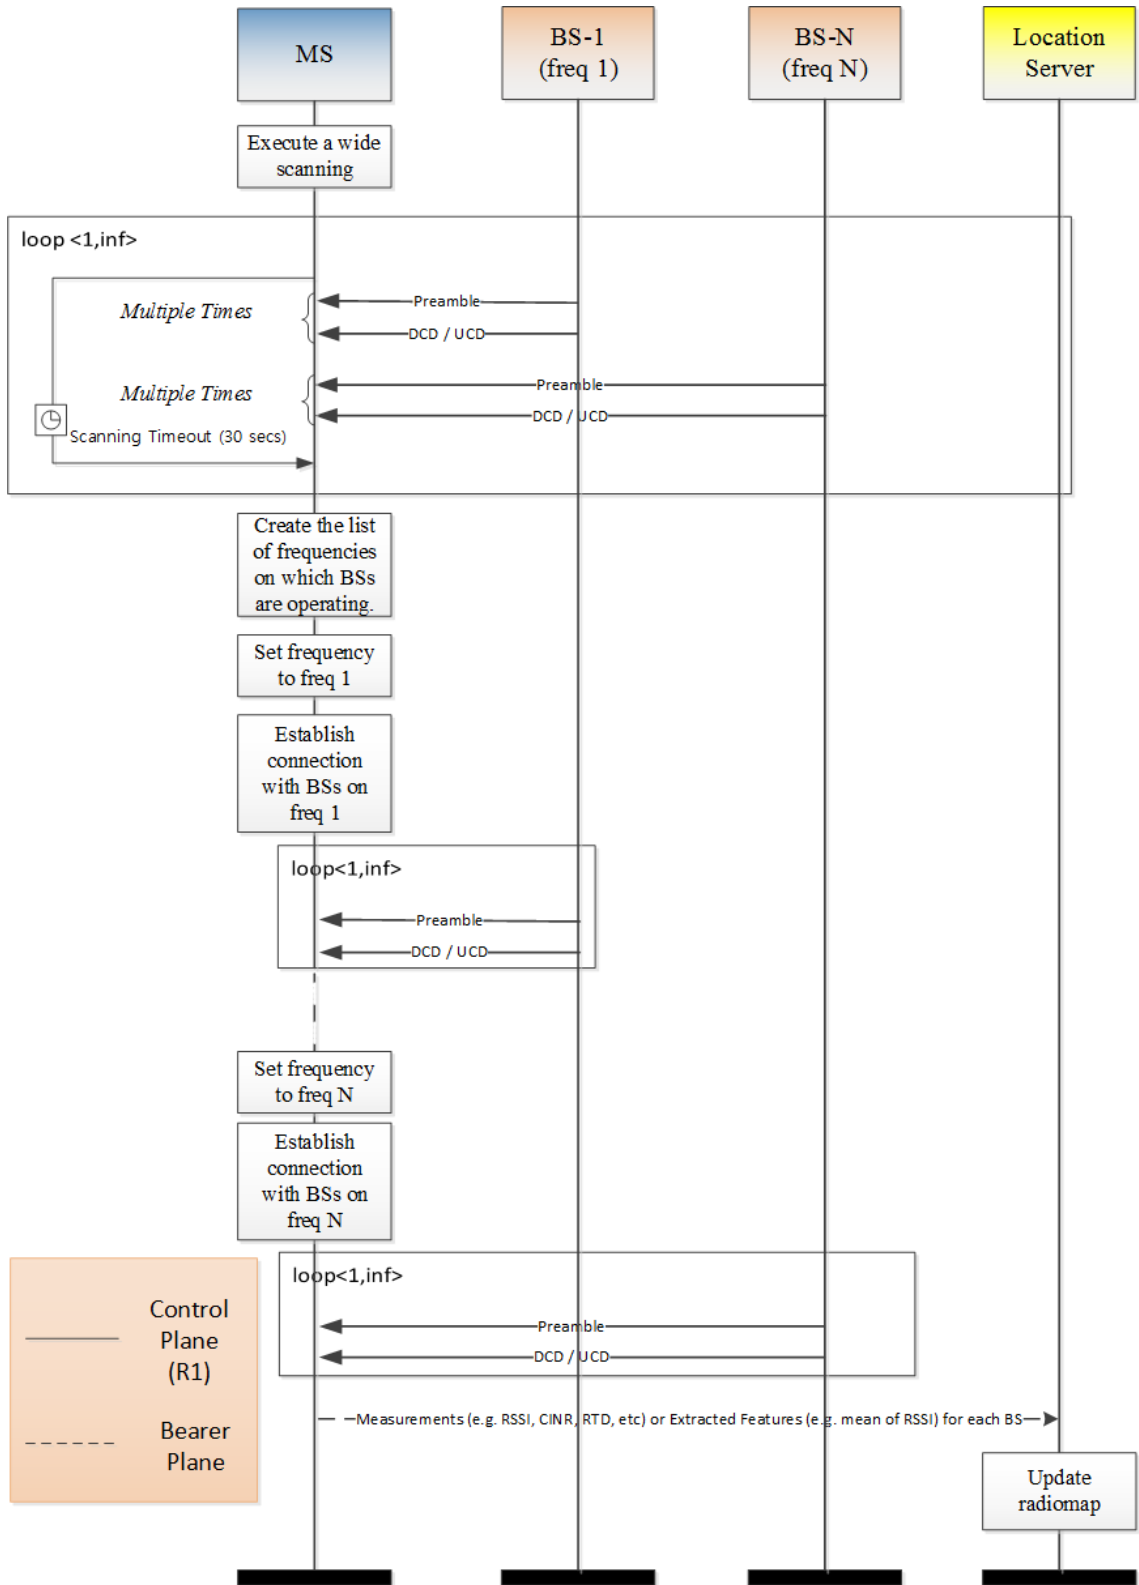 MS
BS-1
(freq 1)
BS-N
(freq N)
Location
Server
Execute a wide
scanning
loop <1,inf>
Multiple Times
Preamble
DCD / UCD
Multiple Times
Preamble
DCD / UCD
Scanning Timeout (30 secs)
Create the list
of frequencies
on which BSs
are operating.
Set frequency
to freq 1
Establish
connection
with BSs on
freq 1
loop<1,inf>
Preamble
DCD / UCD
Set frequency
to freq N
Establish
connection
with BSs on
freq N
loop<1,inf>
Preamble
DCD / UCD
Control
Plane
(R1)
Bearer
Plane
Measurements (e.g. RSSI, CINR, RTD, etc) or Extracted Features (e.g. mean of RSSI) for each BS
Update
radiomap